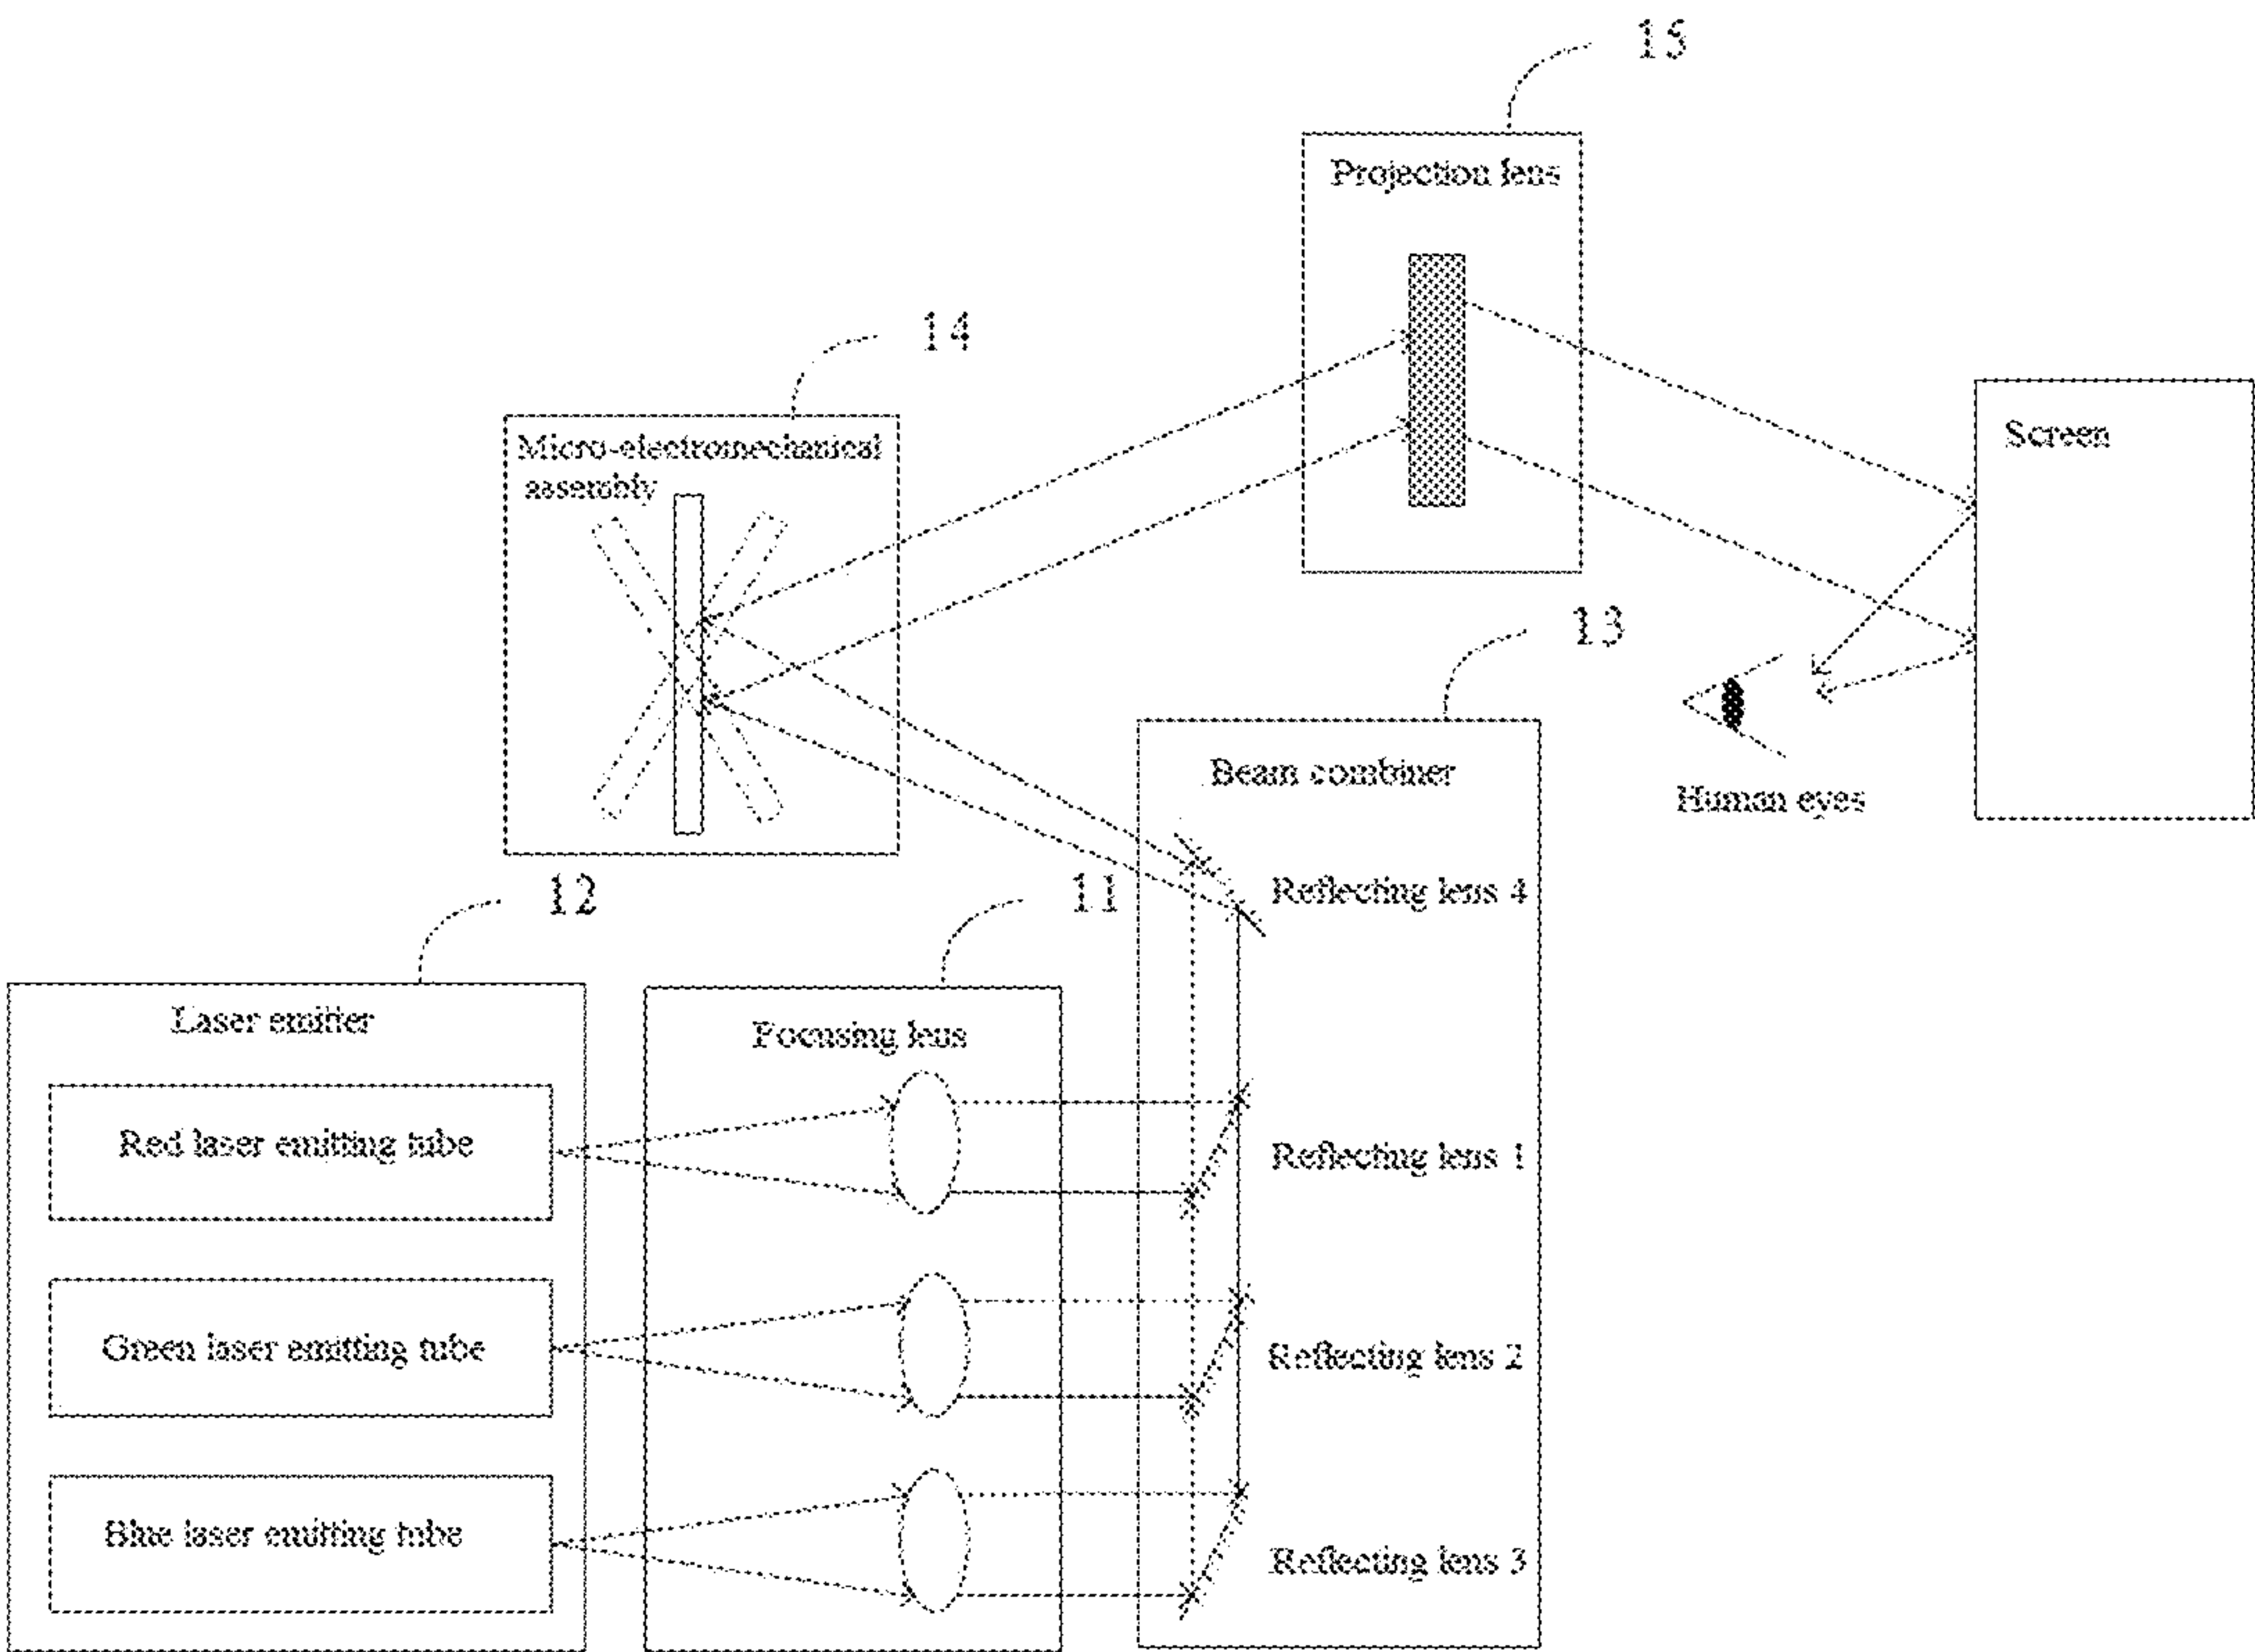 15
Projection lens
14
Micro-electromechanical
assembly
Screen
13
Beam combiner
Human eyes
12
11
Reflecting lens 4
Laser emitter
Focusing lens
Red laser emitting tube
Reflecting lens 1
Green laser emitting tube
Reflecting lens 2
Blue laser emitting tube
Reflecting lens 3